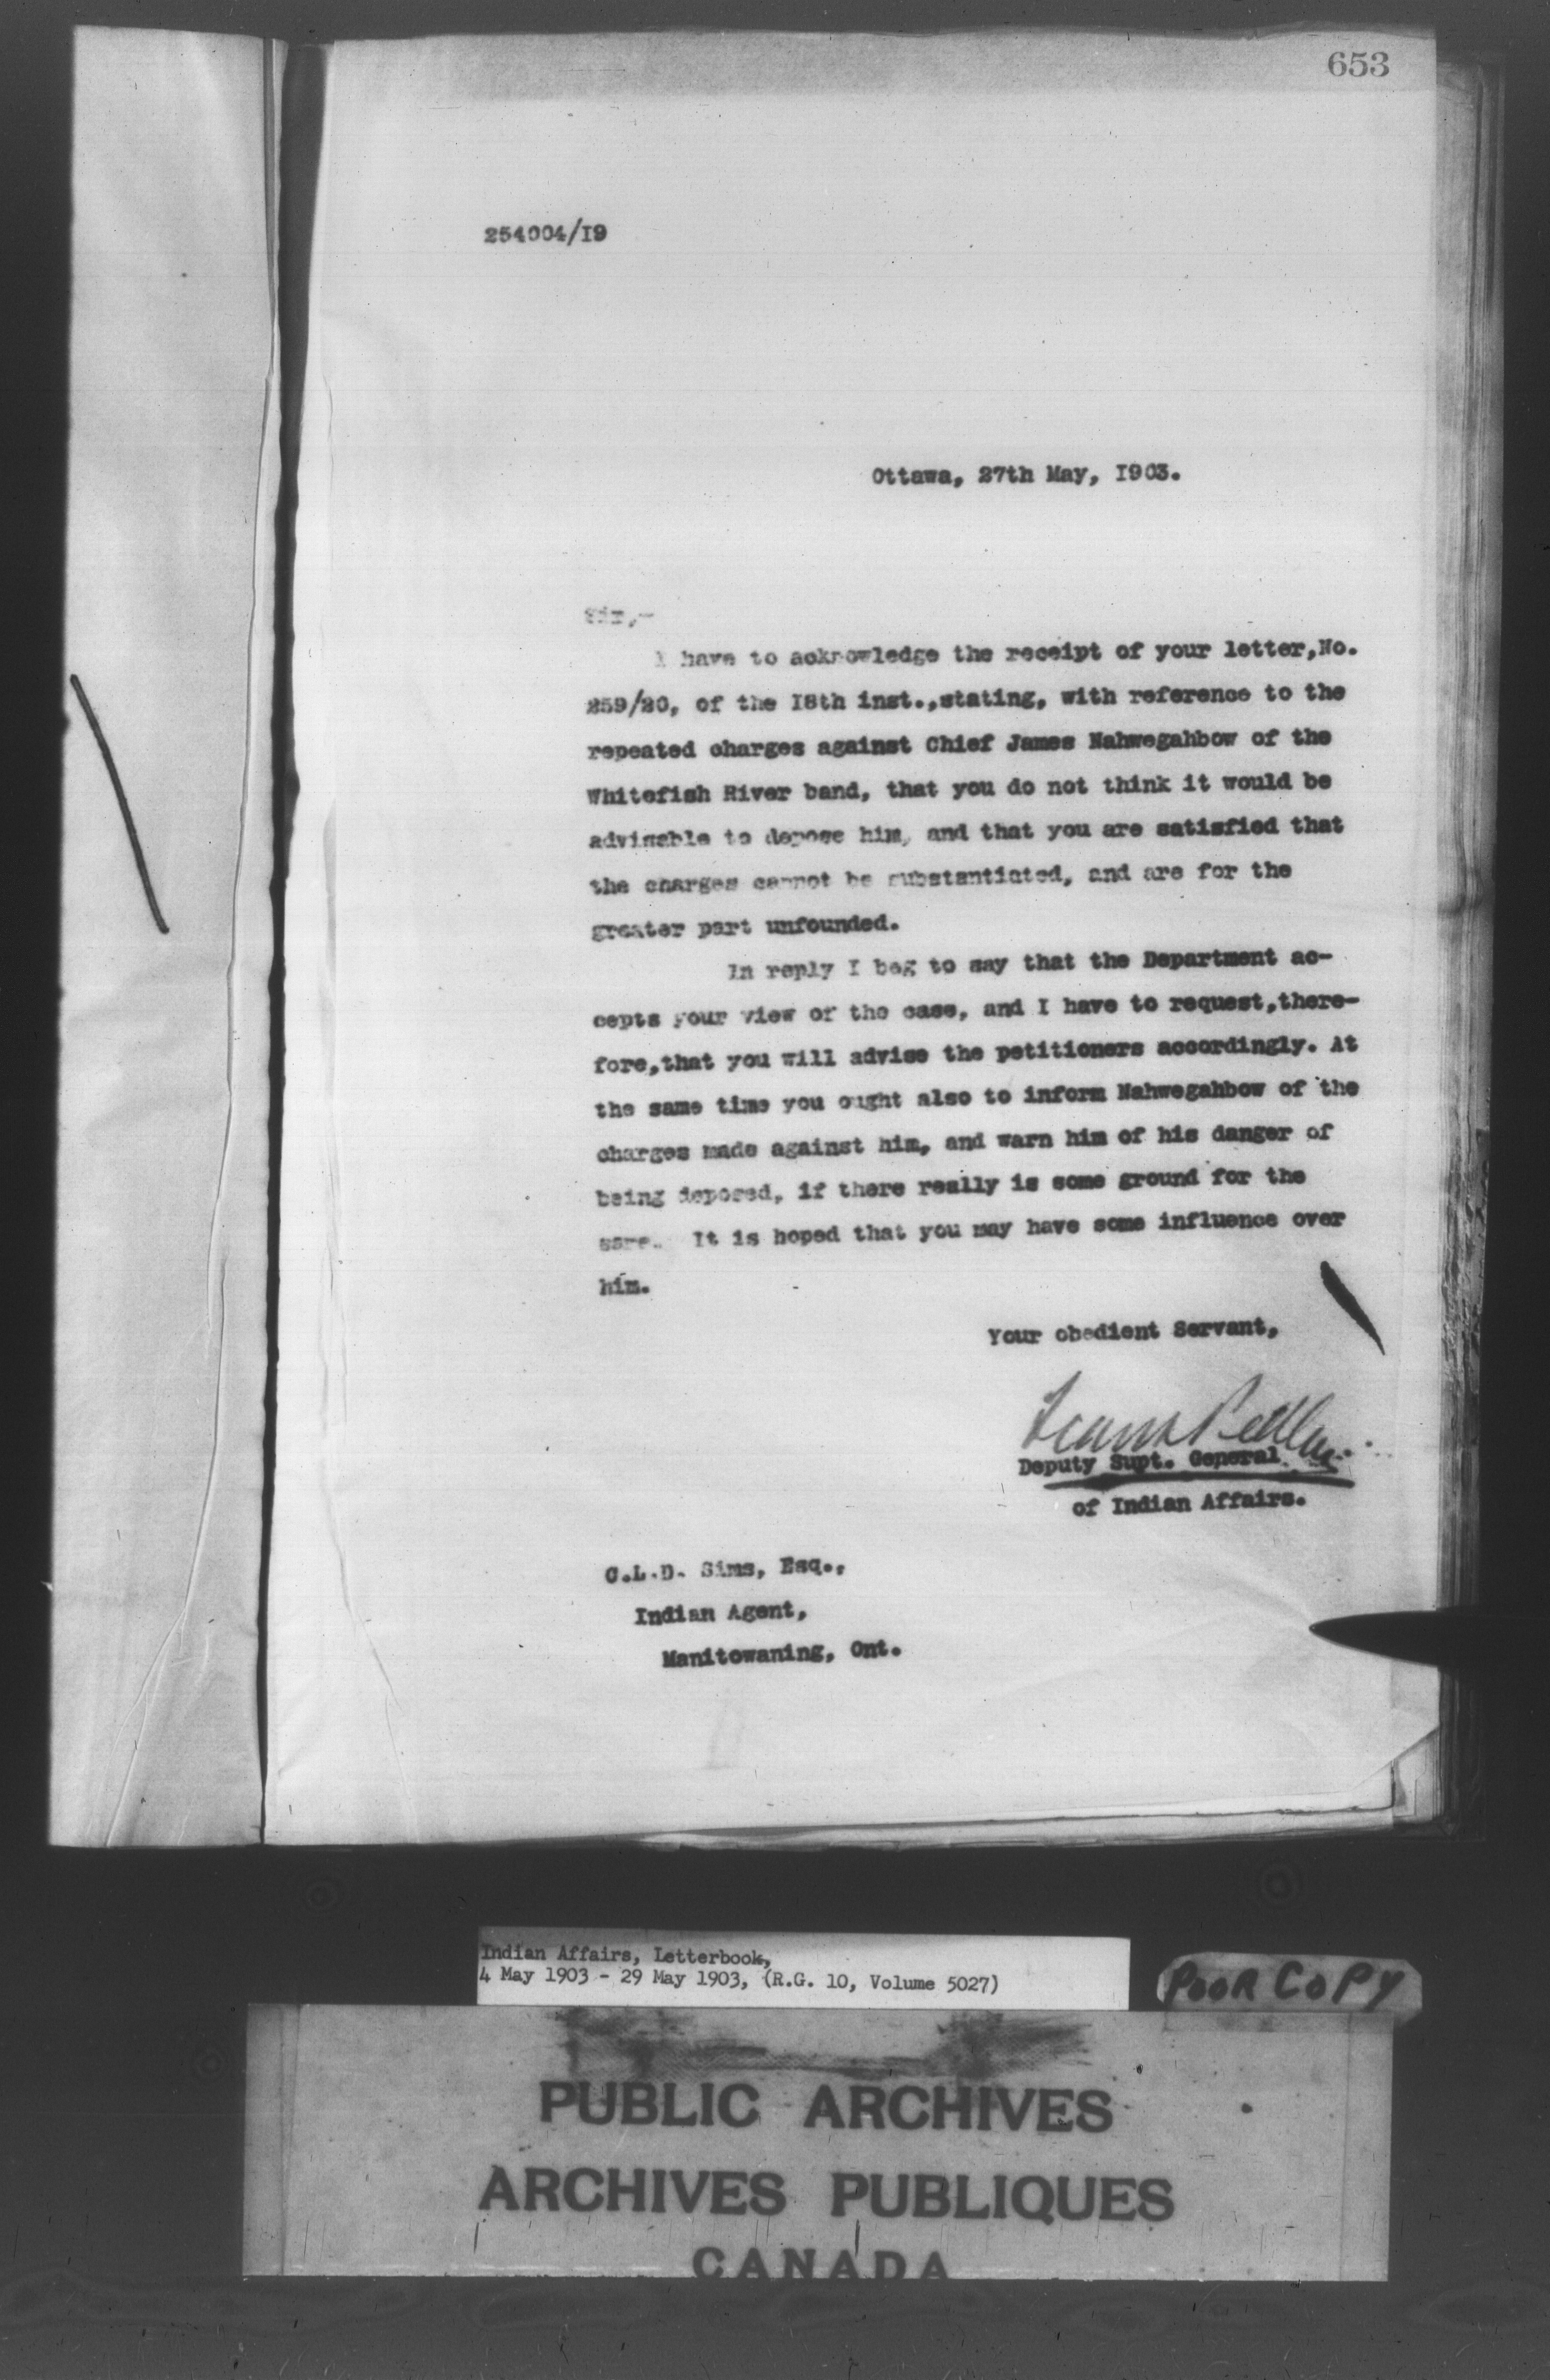 653
254004/I9
Ottawa, 27th May, I903.
Sir,-
I have to acknowledge the receipt of your letter,No.
259/20, of the I8th inst.,stating, with reference to the
repeated charges against Chief James Nahwegahbow of the
Whitefish River band, that you do not think it would be
advisable to depose him, and that you are satisfied that
the charges cannot be substantiated, and are for the
greater part unfounded.
In reply I beg to say that the Department ac-
cepts your view of the case, and I have to request,there-
fore,that you will advise the petitioners accordingly. At
the same time you ought also to inform Nahwegahbow of the
charges made against him, and warn him of his danger of
being deposed, if there really is some ground for the
same. It is hoped that you may have some influence over
him.
Your obedient Servant,
Frank Pedley
Deputy Supt. General
of Indian Affairs.
C.L.D. Sims, Esq.,
Indian Agent,
Manitowaning, Ont.
Indian Affairs, Letterbook,
4 May 1903 - 29 May 1903, (R.G. 10, Volume 5027)
POOR COPY
PUBLIC ARCHIVES
ARCHIVES PUBLIQUES
CANADA